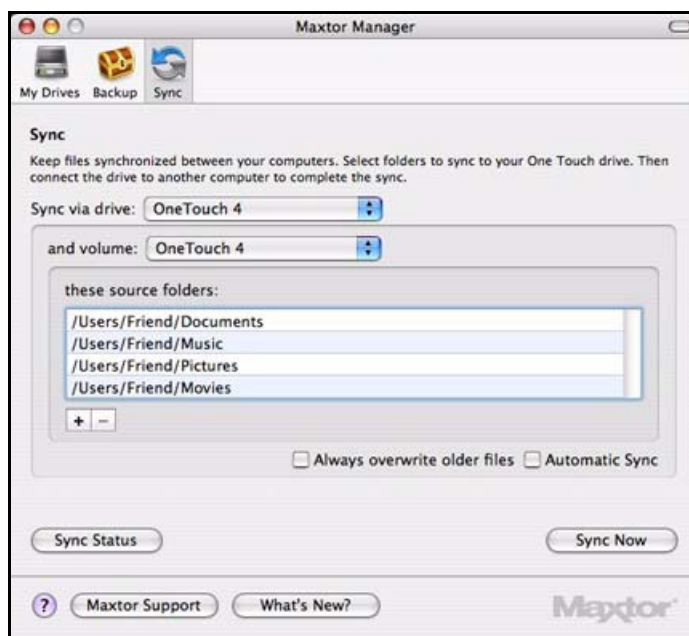 Maxtor Manager
My Drives Backup Sync
Sync
Keep files synchronized between your computers. Select folders to sync to your One Touch drive. Then
connect the drive to another computer to complete the sync.
Sync via drive: OneTouch 4
and volume: OneTouch 4
these source folders:
/Users/Friend/Documents
/Users/Friend/Music
/Users/Friend/Pictures
/Users/Friend/Movies
+ −
Always overwrite older files Automatic Sync
Sync Status Sync Now
? Maxtor Support What's New? Maxtor